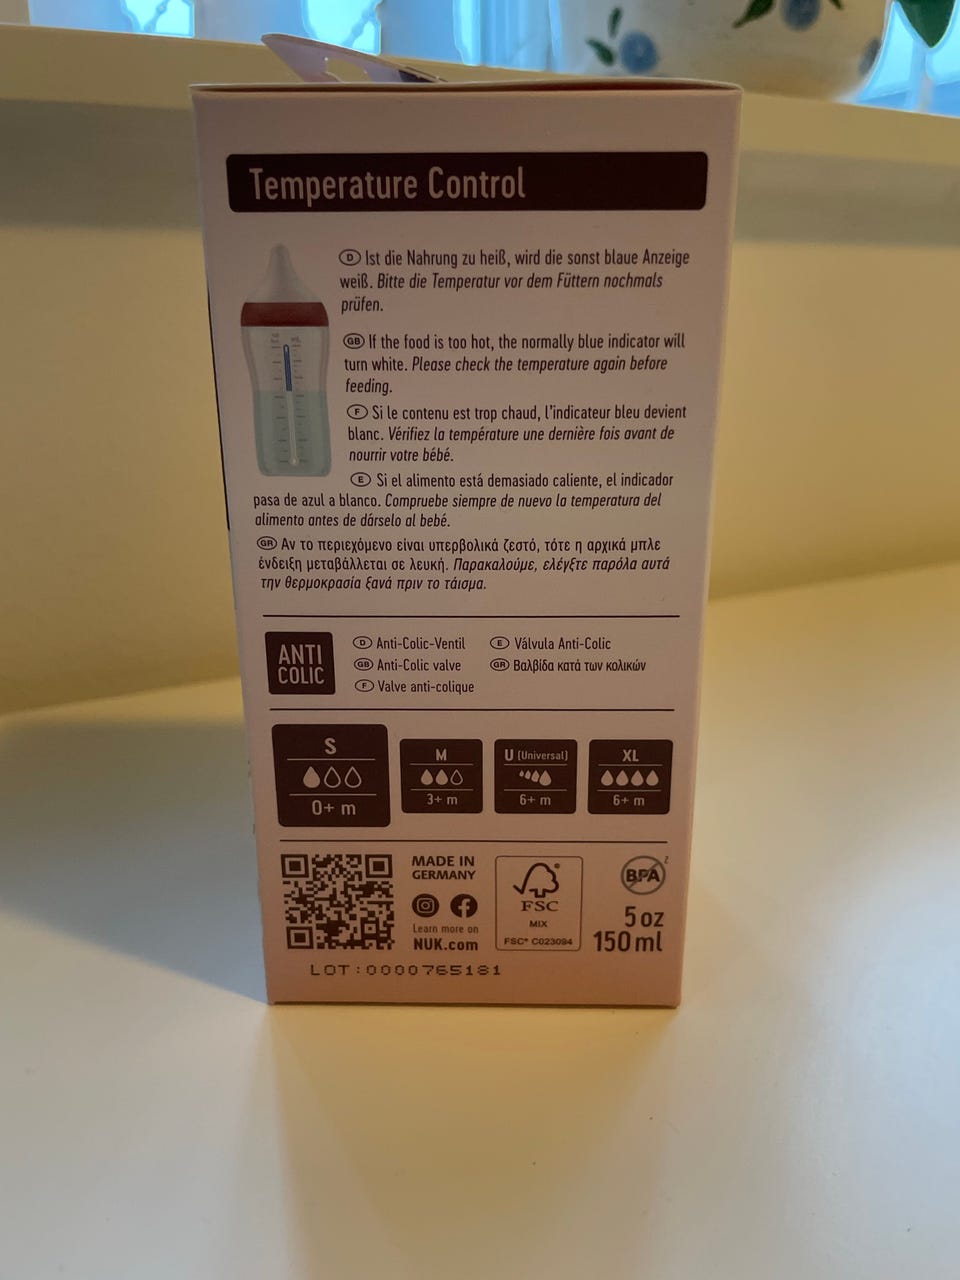 Temperature Control
D Ist die Nahrung zu heiß, wird die sonst blaue Anzeige
weiß. Bitte die Temperatur vor dem Füttern nochmals
prüfen.
GB If the food is too hot, the normally blue indicator will
turn white. Please check the temperature again before
feeding.
F Si le contenu est trop chaud, l'indicateur bleu devient
blanc. Vérifiez la température une dernière fois avant de
nourrir votre bébé.
E Si el alimento está demasiado caliente, el indicador
pasa de azul a blanco. Compruebe siempre de nuevo la temperatura del
alimento antes de dárselo al bebé.
GR Αν το περιεχόμενο είναι υπερβολικά ζεστό, τότε η αρχικά μπλε
ένδειξη μεταβάλλεται σε λευκή. Παρακαλούμε, ελέγξτε παρόλα αυτά
την θερμοκρασία ξανά πριν το τάισμα.
ANTI
COLIC
D Anti-Colic-Ventil
GB Anti-Colic valve
F Valve anti-colique
E Válvula Anti-Colic
GR Βαλβίδα κατά των κολικών
S
0+ m
M
3+ m
U (Universal)
6+ m
XL
6+ m
MADE IN
GERMANY
Learn more on
NUK.com
FSC
MIX
FSC® C023094
BPA 2
5 oz
150 ml
LOT:0000765181